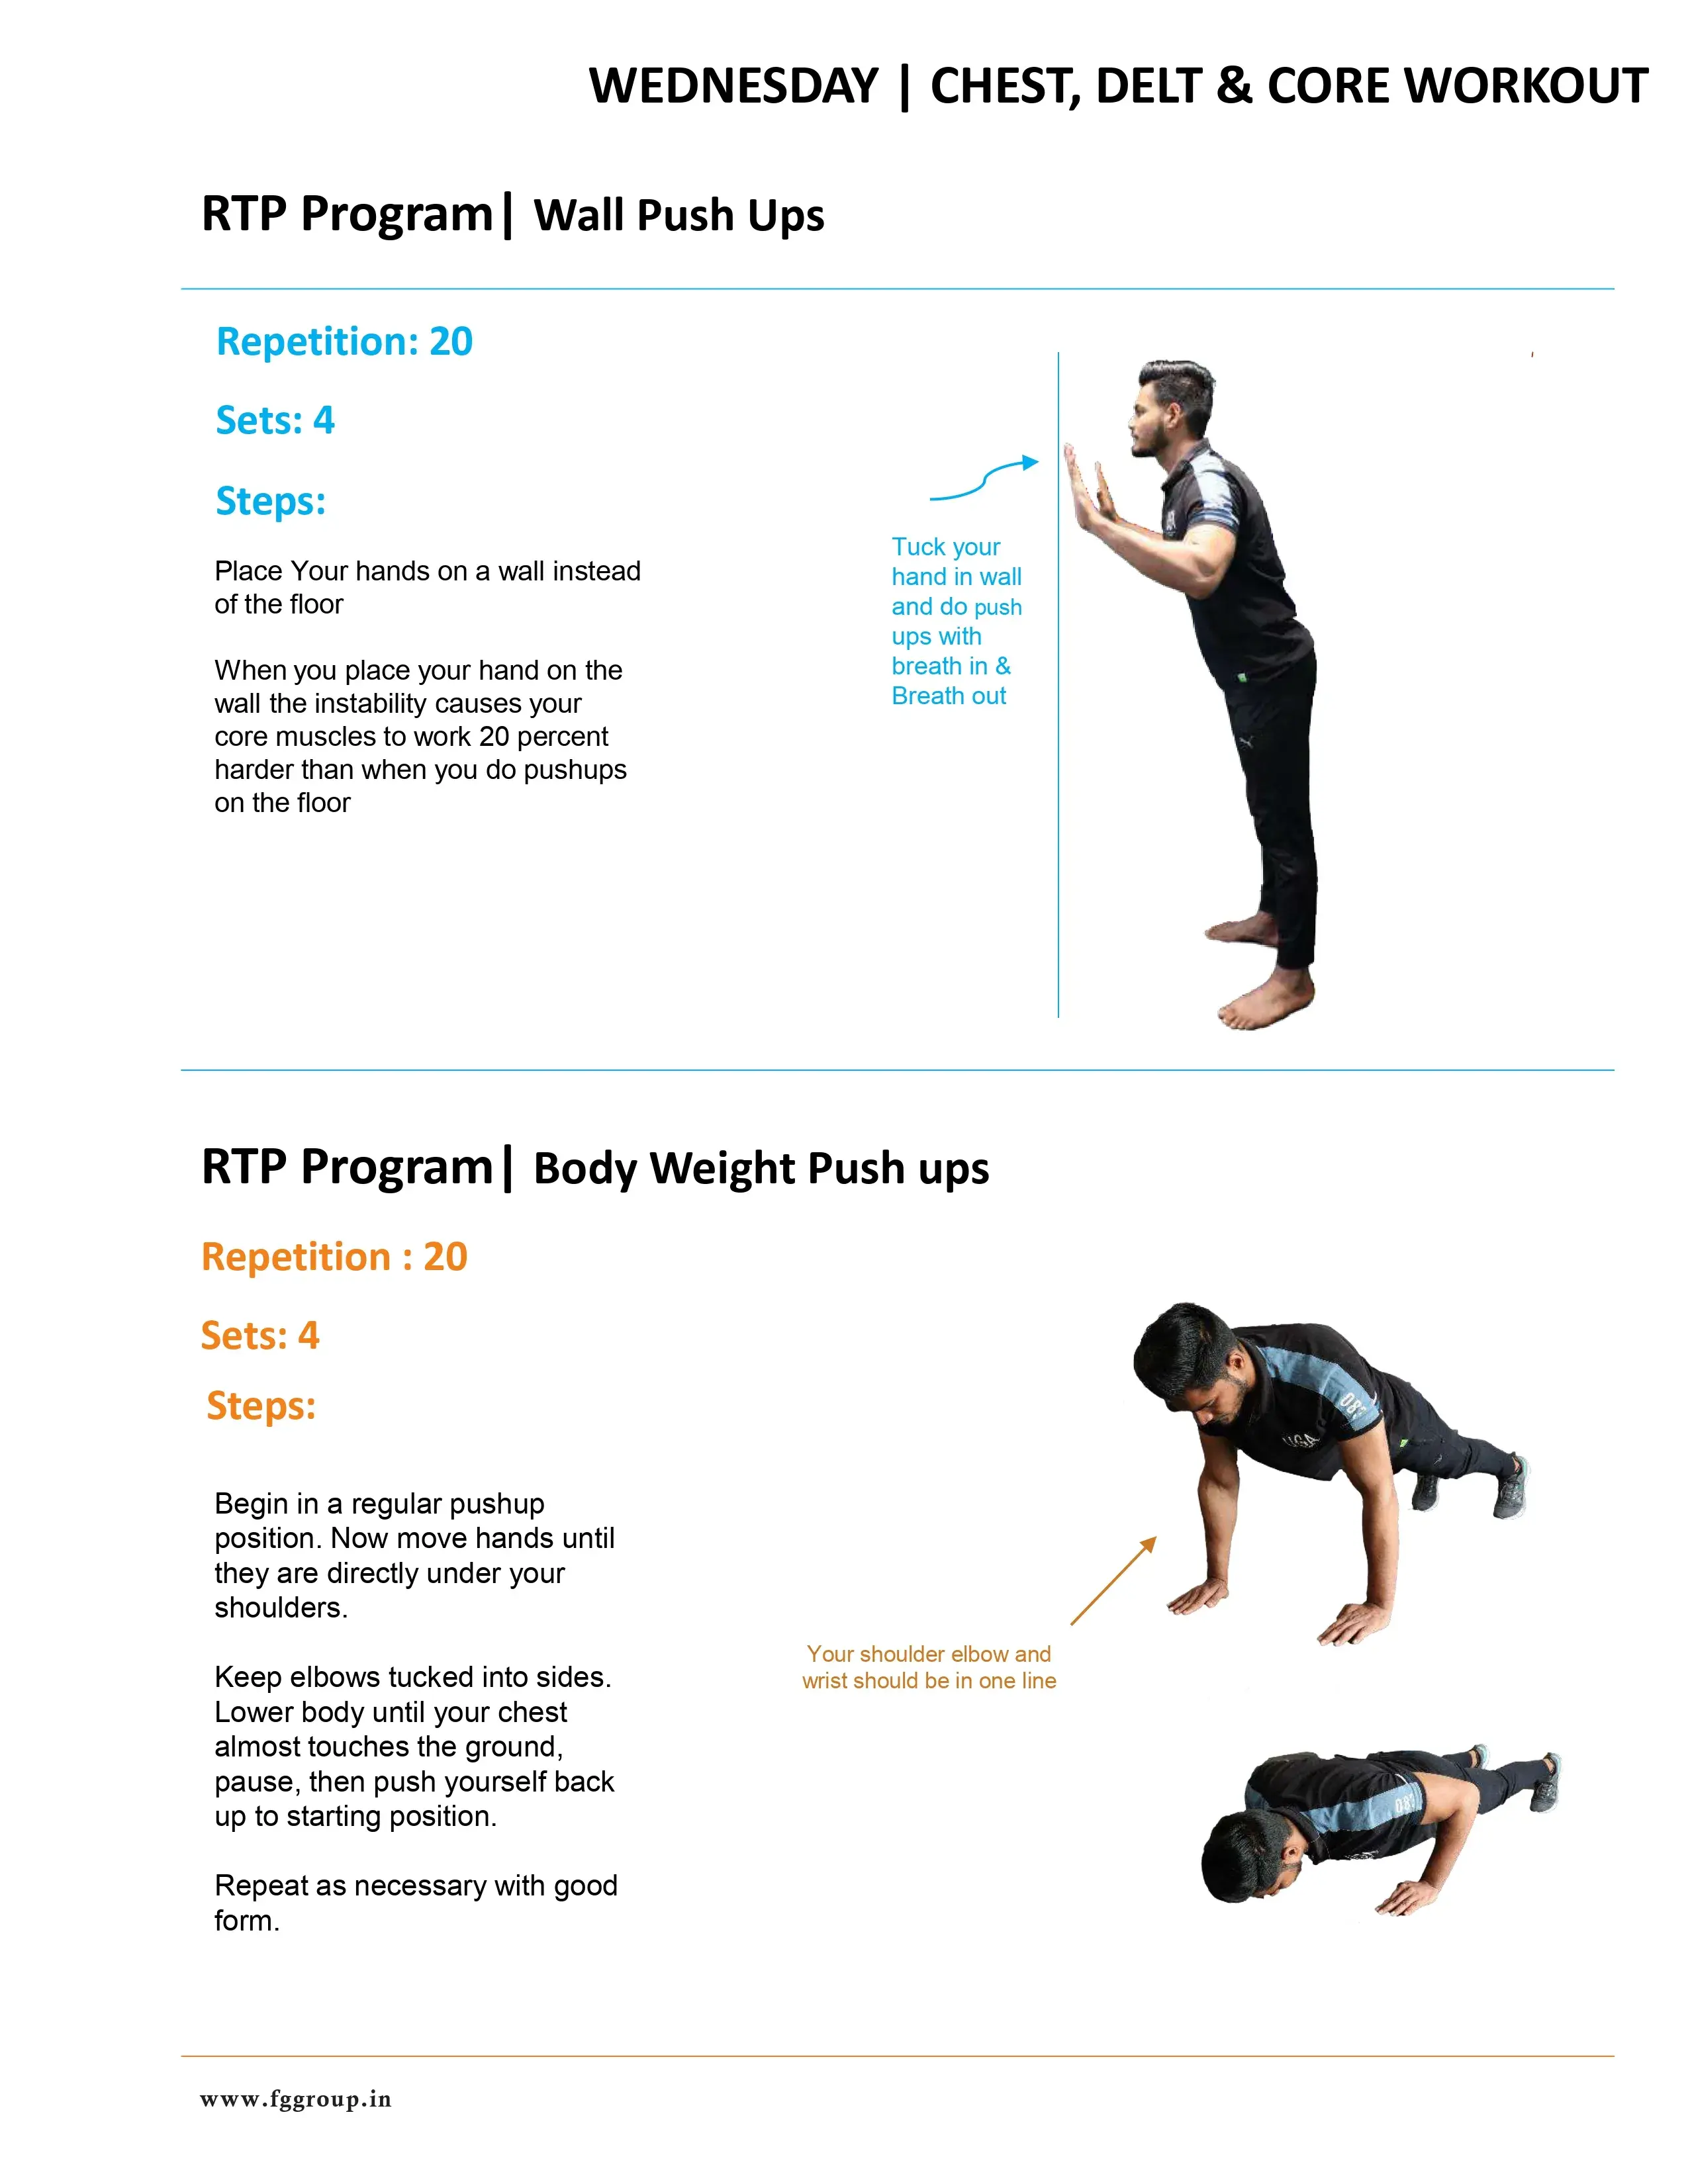 WEDNESDAY | CHEST, DELT & CORE WORKOUT
RTP Program| Wall Push Ups
Repetition: 20
Sets: 4
Steps:
Place Your hands on a wall instead
of the floor
When you place your hand on the
wall the instability causes your
core muscles to work 20 percent
harder than when you do pushups
on the floor
Tuck your
hand in wall
and do push
ups with
breath in &
Breath out
RTP Program| Body Weight Push ups
Repetition : 20
Sets: 4
Steps:
Begin in a regular pushup
position. Now move hands until
they are directly under your
shoulders.
Keep elbows tucked into sides.
Lower body until your chest
almost touches the ground,
pause, then push yourself back
up to starting position.
Repeat as necessary with good
form.
Your shoulder elbow and
wrist should be in one line
www.fggroup.in